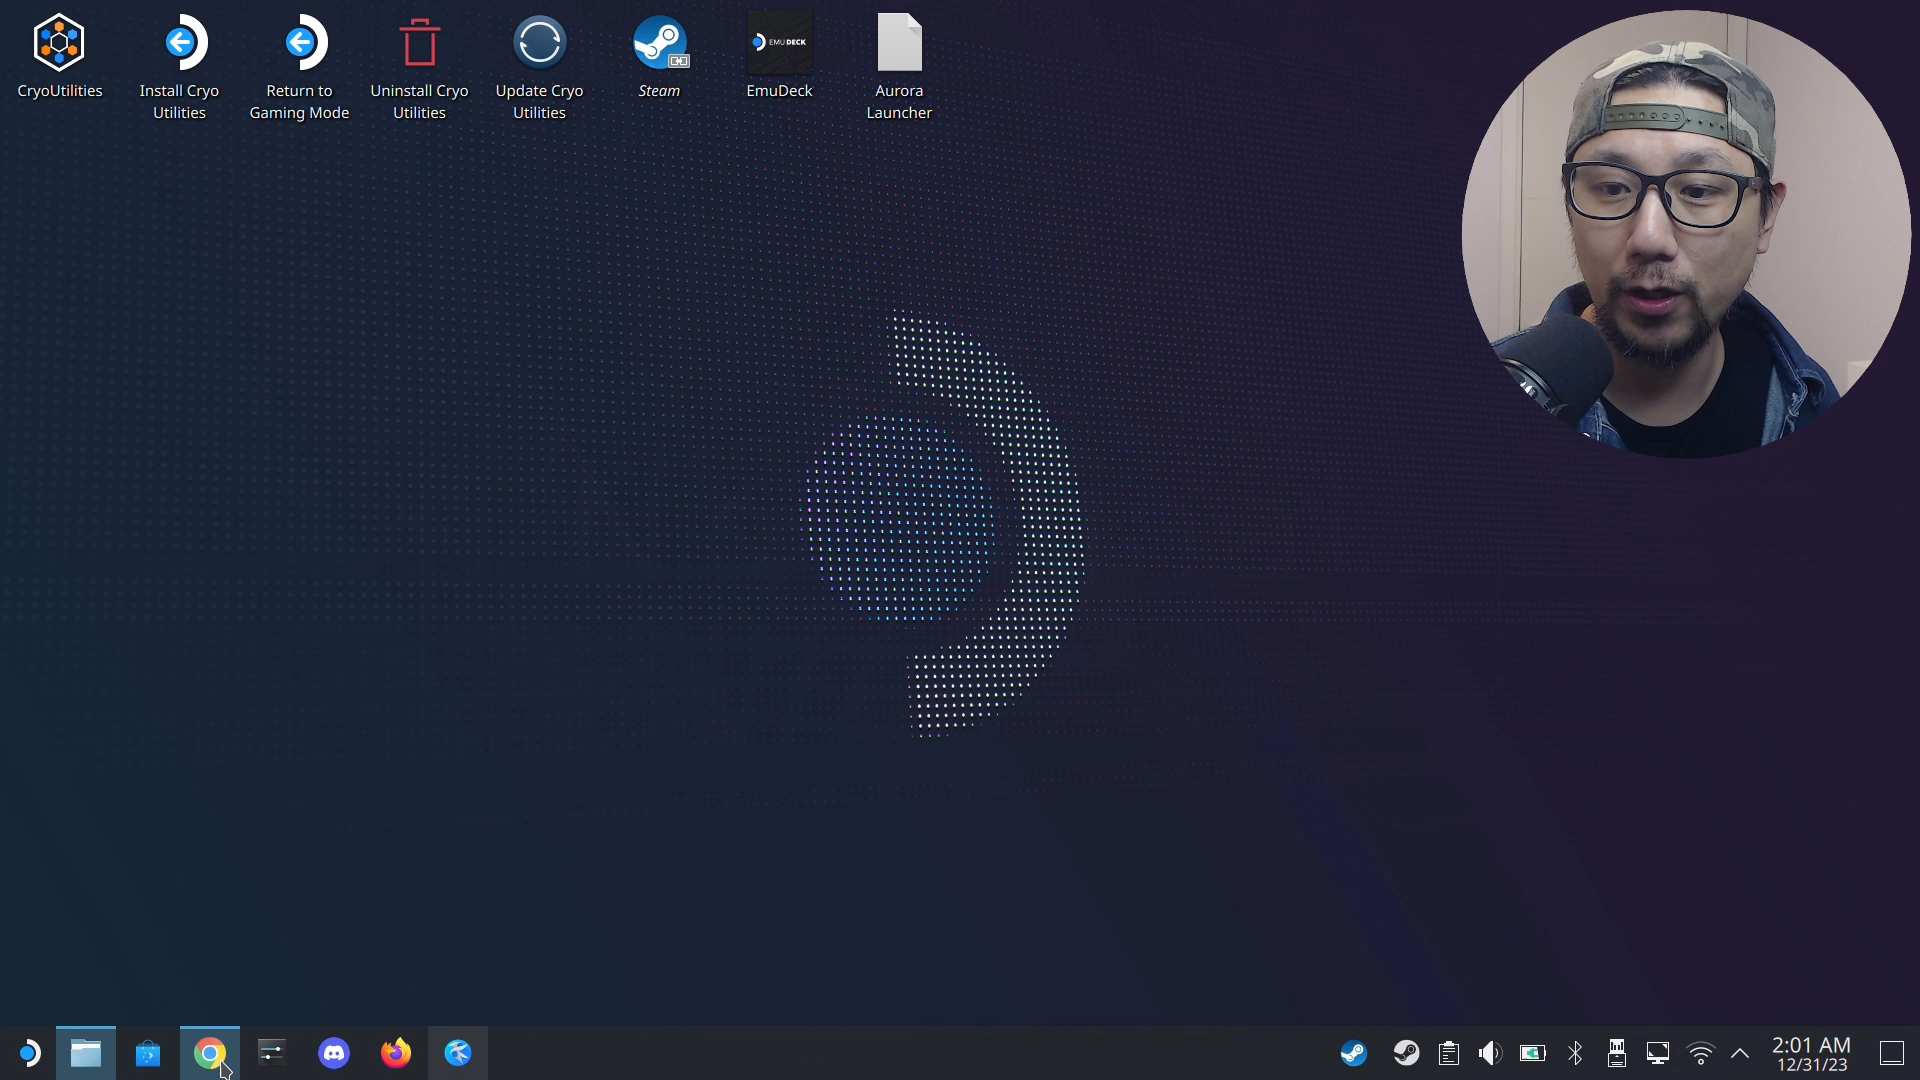 CryoUtilities
Install Cryo
Utilities
Return to
Gaming Mode
Uninstall Cryo
Utilities
Update Cryo
Utilities
Steam
EMUDECK
EmuDeck
Aurora
Launcher
2:01 AM
12/31/23